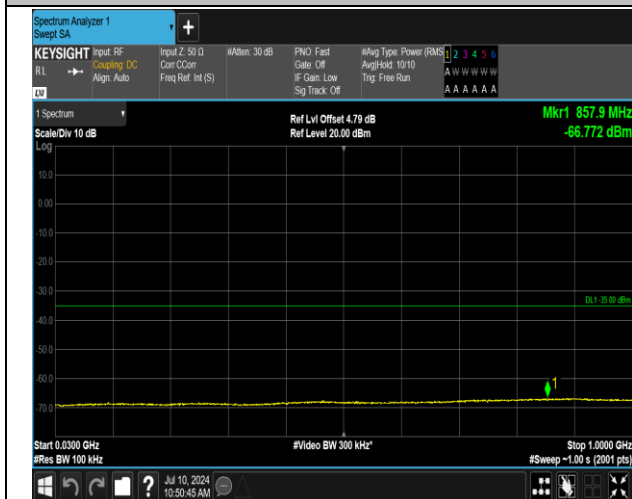 Spectrum Analyzer 1
Swept SA
+
KEYSIGHT
RL
LXI
Input: RF
Coupling: DC
Align: Auto
Input Z: 50 Ω
Corr CCorr
Freq Ref: Int (S)
#Atten: 30 dB
PNO: Fast
Gate: Off
IF Gain: Low
Sig Track: Off
#Avg Type: Power (RMS
Avg|Hold: 10/10
Trig: Free Run
1 2 3 4 5 6
A W W W W W
A A A A A A
1 Spectrum
Scale/Div 10 dB
Log
Ref Lvl Offset 4.79 dB
Ref Level 20.00 dBm
Mkr1 857.9 MHz
-66.772 dBm
10.0
0.00
-10.0
-20.0
-30.0
DL1 -35.00 dBm
-40.0
-50.0
-60.0
1
-70.0
Start 0.0300 GHz
#Res BW 100 kHz
#Video BW 300 kHz*
Stop 1.0000 GHz
#Sweep ~1.00 s (2001 pts)
?
Jul 10, 2024
10:50:45 AM